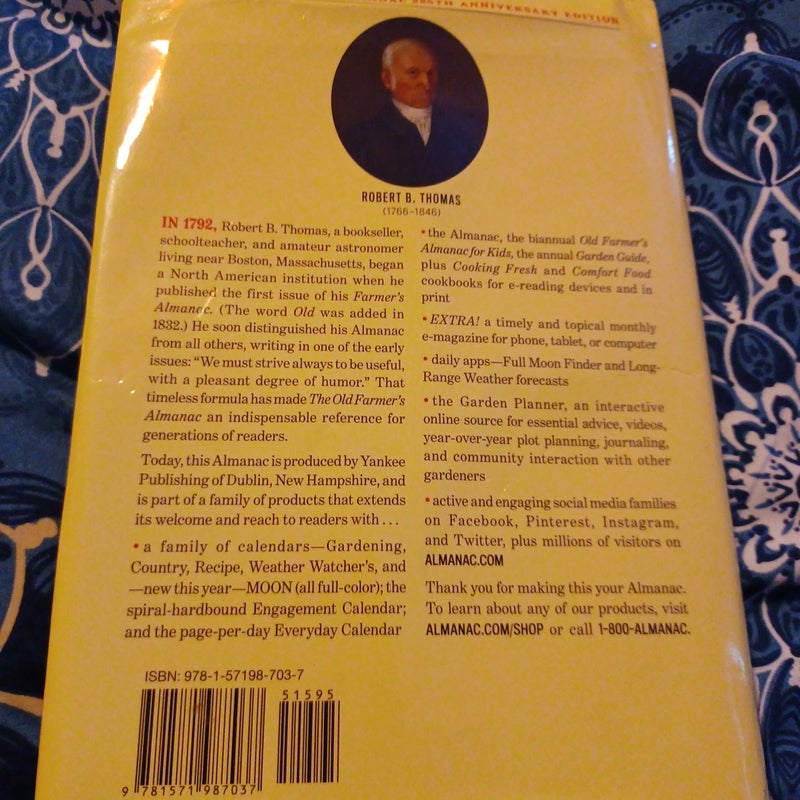 225TH ANNIVERSARY EDITION
ROBERT B. THOMAS
(1766–1846)
IN 1792, Robert B. Thomas, a bookseller,
schoolteacher, and amateur astronomer
living near Boston, Massachusetts, began
a North American institution when he
published the first issue of his Farmer's
Almanac. (The word Old was added in
1832.) He soon distinguished his Almanac
from all others, writing in one of the early
issues: “We must strive always to be useful,
with a pleasant degree of humor.” That
timeless formula has made The Old Farmer's
Almanac an indispensable reference for
generations of readers.
Today, this Almanac is produced by Yankee
Publishing of Dublin, New Hampshire, and
is part of a family of products that extends
its welcome and reach to readers with . . .
• a family of calendars—Gardening,
Country, Recipe, Weather Watcher's, and
—new this year—MOON (all full-color); the
spiral-hardbound Engagement Calendar;
and the page-per-day Everyday Calendar
• the Almanac, the biannual Old Farmer's
Almanac for Kids, the annual Garden Guide,
plus Cooking Fresh and Comfort Food
cookbooks for e-reading devices and in
print
• EXTRA! a timely and topical monthly
e-magazine for phone, tablet, or computer
• daily apps—Full Moon Finder and Long-
Range Weather forecasts
• the Garden Planner, an interactive
online source for essential advice, videos,
year-over-year plot planning, journaling,
and community interaction with other
gardeners
• active and engaging social media families
on Facebook, Pinterest, Instagram,
and Twitter, plus millions of visitors on
ALMANAC.COM
Thank you for making this your Almanac.
To learn about any of our products, visit
ALMANAC.COM/SHOP or call 1-800-ALMANAC.
ISBN: 978-1-57198-703-7
51595
9 781571 987037